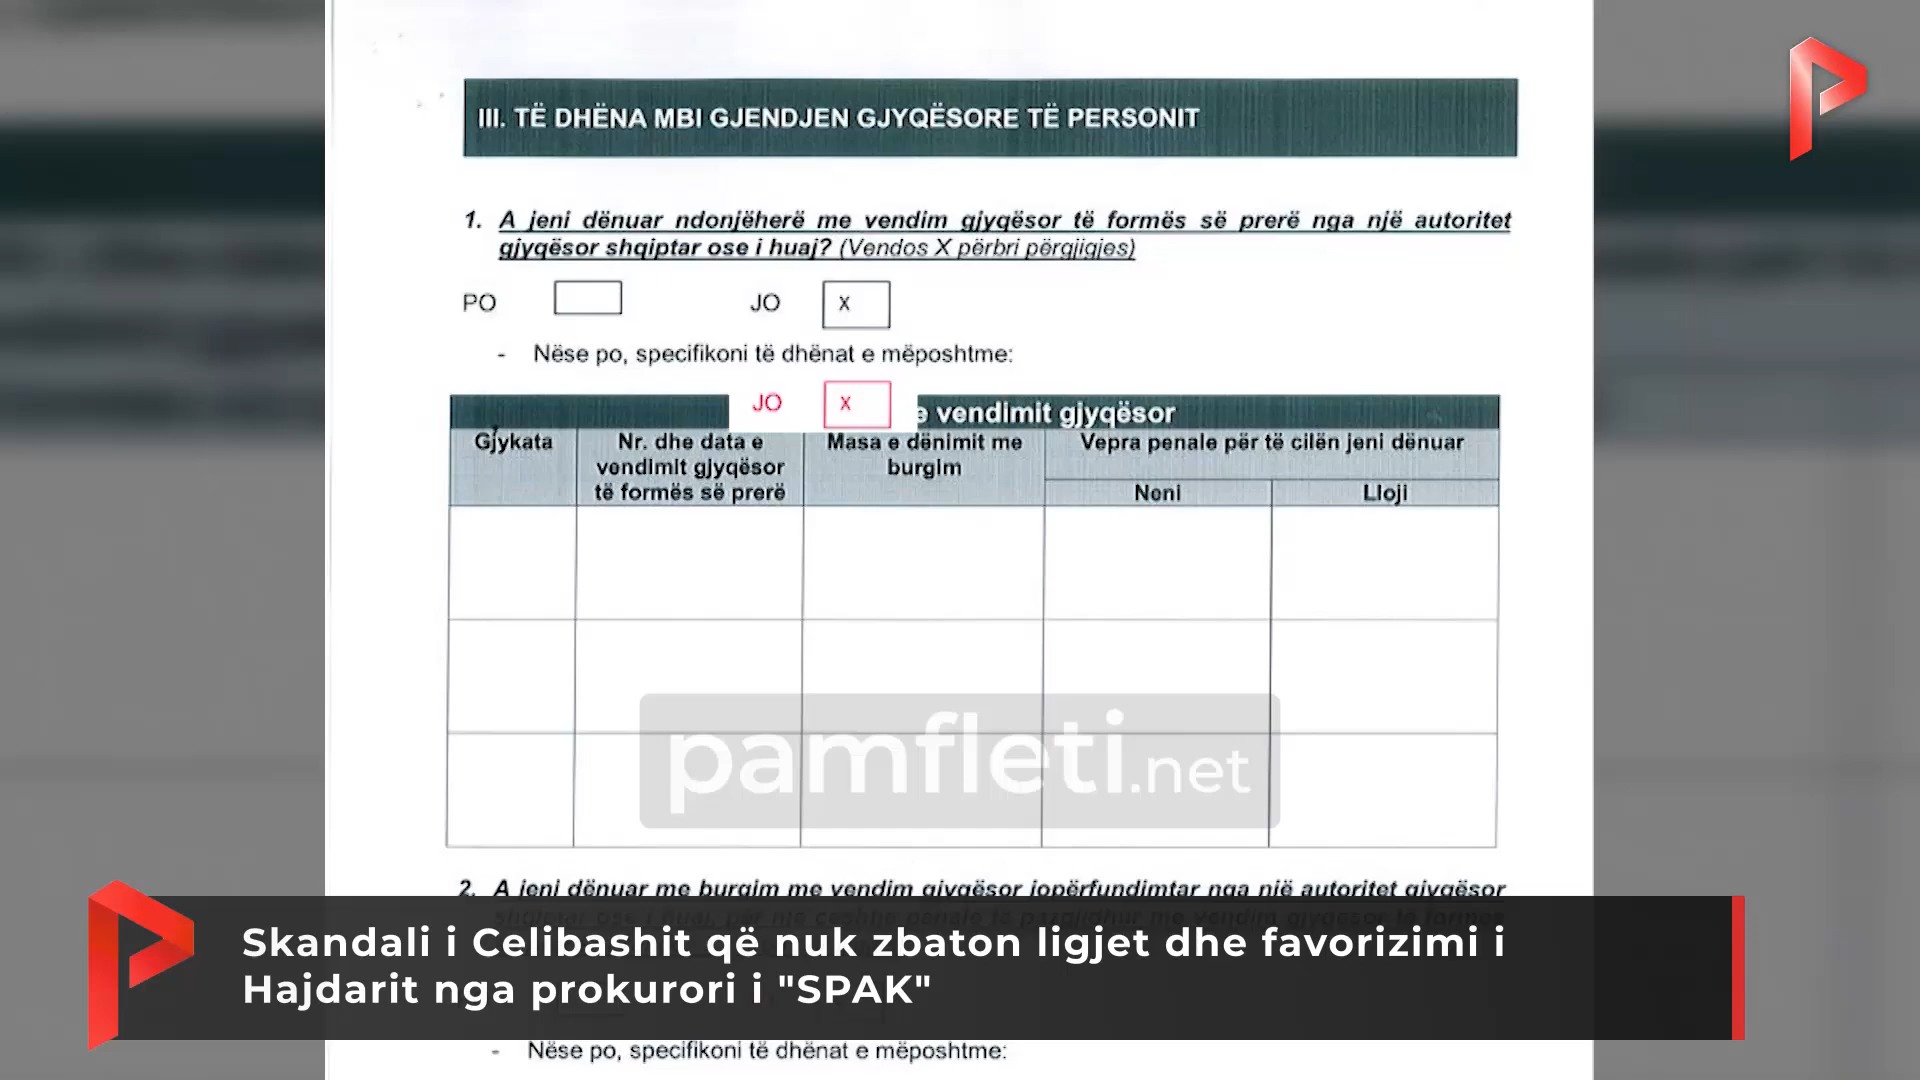 III. TË DHËNA MBI GJENDJEN GJYQËSORE TË PERSONIT
1. A jeni dënuar ndonjëherë me vendim gjyqësor të formës së prerë nga një autoritet
gjyqësor shqiptar ose i huaj? (Vendos X përbri përgjigjes)
PO
JO X
- Nëse po, specifikoni të dhënat e mëposhtme:
JO X
e vendimit gjyqësor
Gjykata
Nr. dhe data e
vendimit gjyqësor
të formës së prerë
Masa e dënimit me
burgim
Vepra penale për të cilën jeni dënuar
Neni
Lloji
pamfleti.net
2. A jeni dënuar me burgim me vendim gjyqësor jopërfundimtar nga një autoritet gjyqësor
Skandali i Celibashit që nuk zbaton ligjet dhe favorizimi i
Hajdarit nga prokurori i "SPAK"
- Nëse po, specifikoni të dhënat e mëposhtme: